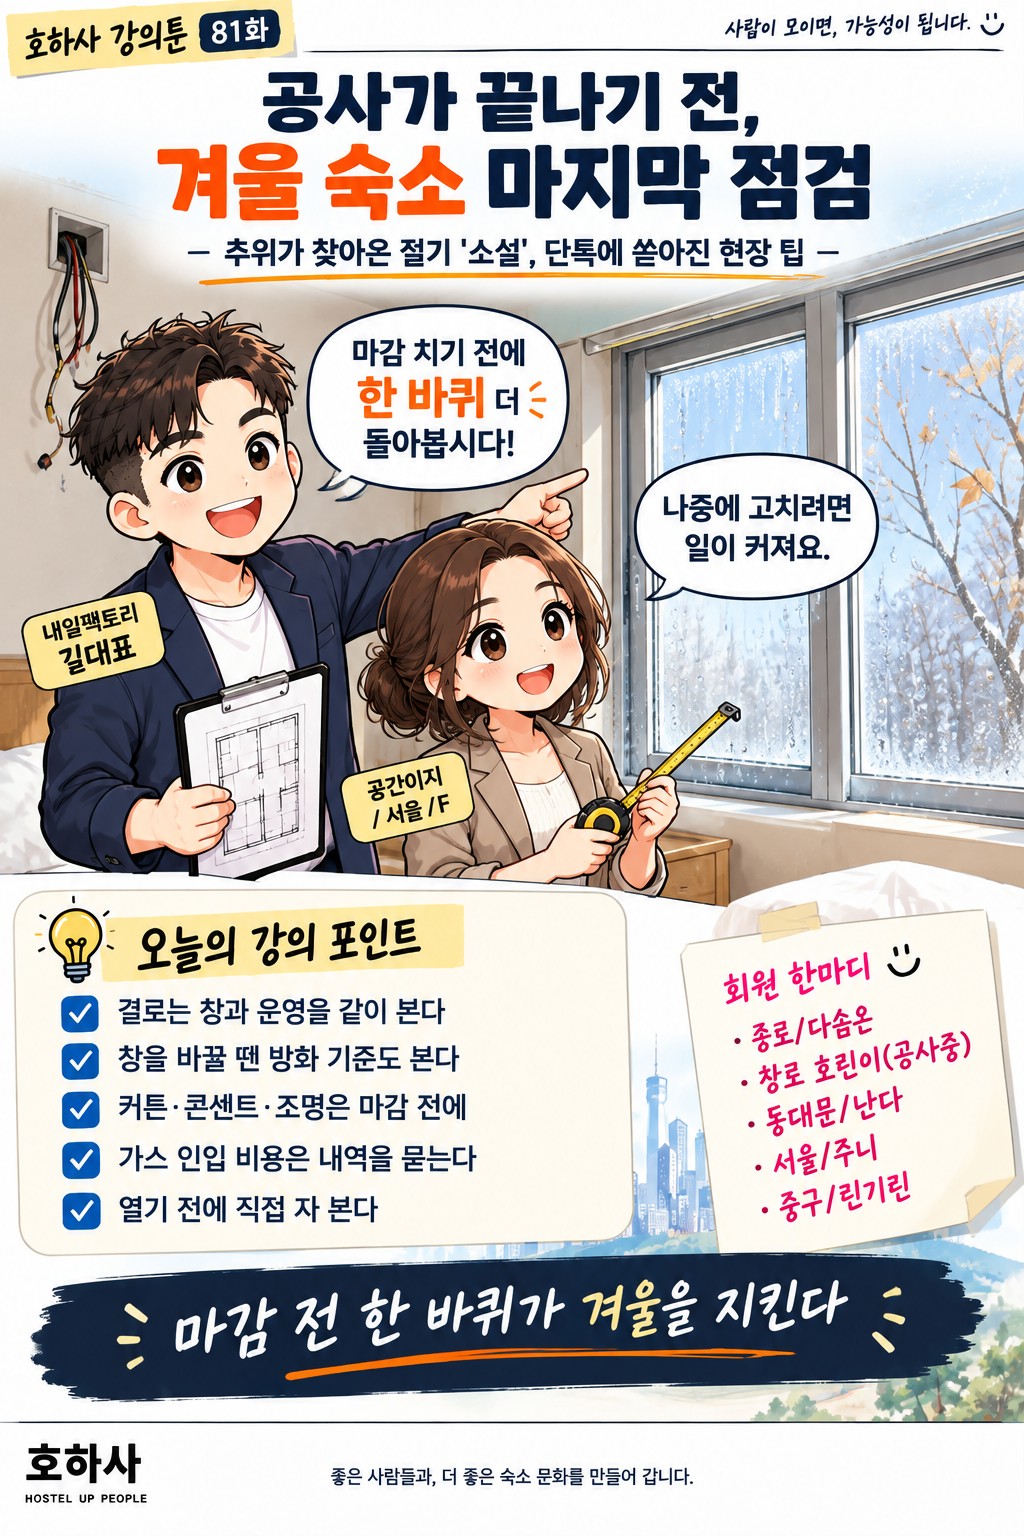 호하사 강의툰 81화
사람이 모이면, 가능성이 됩니다.
공사가 끝나기 전,
겨울 숙소 마지막 점검
– 추위가 찾아온 절기 '소설', 단톡에 쏟아진 현장 팁 –
마감 치기 전에
한 바퀴 더
돌아봅시다!
나중에 고치려면
일이 커져요.
내일팩토리
길대표
공간이지
/ 서울 /F
오늘의 강의 포인트
결로는 창과 운영을 같이 본다
창을 바꿀 땐 방화 기준도 본다
커튼·콘센트·조명은 마감 전에
가스 인입 비용은 내역을 묻는다
열기 전에 직접 자 본다
회원 한마디
· 종로/다솜온
· 창로 호린이(공사중)
· 동대문/난다
· 서울/주니
· 중구/린기린
마감 전 한 바퀴가 겨울을 지킨다
호하사
HOSTEL UP PEOPLE
좋은 사람들과, 더 좋은 숙소 문화를 만들어 갑니다.